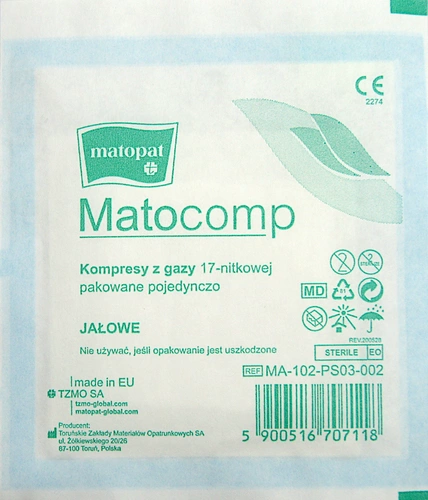 CE
2274
matopat
Matocomp
Kompresy z gazy 17-nitkowej
pakowane pojedynczo
JAŁOWE
Nie używać, jeśli opakowanie jest uszkodzone
2
STERILIZE
MD
REV.200528
STERILE EO
REF MA-102-PS03-002
made in EU
TZMO SA
tzmo-global.com
matopat-global.com
Producent:
Toruńskie Zakłady Materiałów Opatrunkowych SA
ul. Żółkiewskiego 20/26
87-100 Toruń, Polska
5 900516 707118